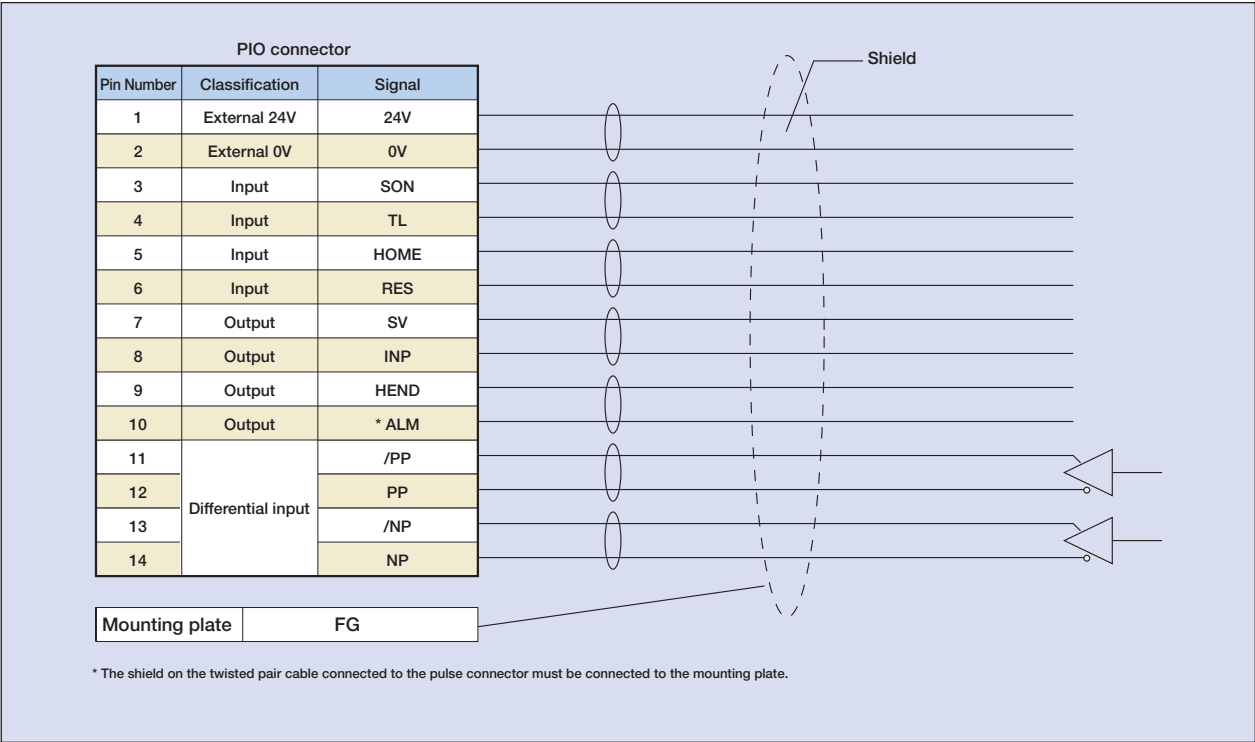 PIO connector
Shield
Pin Number Classification Signal
1 External 24V 24V
2 External 0V 0V
3 Input SON
4 Input TL
5 Input HOME
6 Input RES
7 Output SV
8 Output INP
9 Output HEND
10 Output * ALM
11 /PP
12 PP
Differential input
13 /NP
14 NP
Mounting plate FG
* The shield on the twisted pair cable connected to the pulse connector must be connected to the mounting plate.